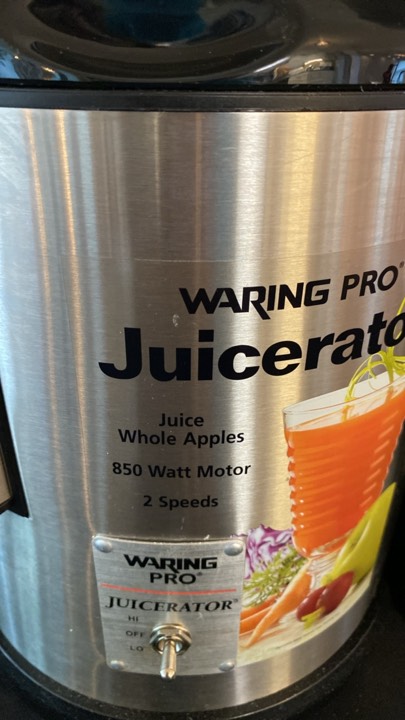 WARING PRO®
Juicerato
Juice
Whole Apples
850 Watt Motor
2 Speeds
WARING
PRO®
JUICERATOR®
HI
OFF
LO